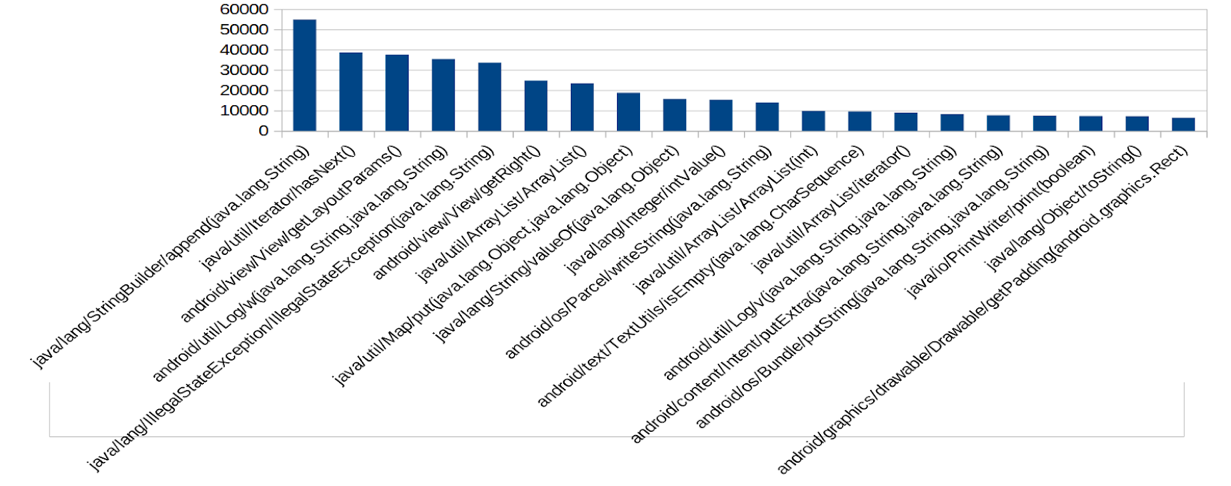 60000
50000
40000
30000
20000
10000
0
java/lang/StringBuilder/append(java.lang.String)
java/util/Iterator/hasNext()
android/view/View/getLayoutParams()
android/util/Log/w(java.lang.String,java.lang.String)
java/lang/IllegalStateException/IllegalStateException(java.lang.String)
android/view/View/getRight()
java/util/ArrayList/ArrayList()
java/util/Map/put(java.lang.Object,java.lang.Object)
java/lang/String/valueOf(java.lang.Object)
java/lang/Integer/intValue()
android/os/Parcel/writeString(java.lang.String)
java/util/ArrayList/ArrayList(int)
android/text/TextUtils/isEmpty(java.lang.CharSequence)
java/util/ArrayList/iterator()
android/util/Log/v(java.lang.String,java.lang.String)
android/content/Intent/putExtra(java.lang.String,java.lang.String)
android/os/Bundle/putString(java.lang.String,java.lang.String)
java/io/PrintWriter/print(boolean)
java/lang/Object/toString()
android/graphics/drawable/Drawable/getPadding(android.graphics.Rect)